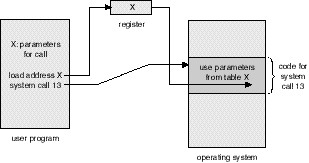 X
register
X: parameters
for call
load address X
system call 13
user program
use parameters
from table X
code for
system
call 13
operating system